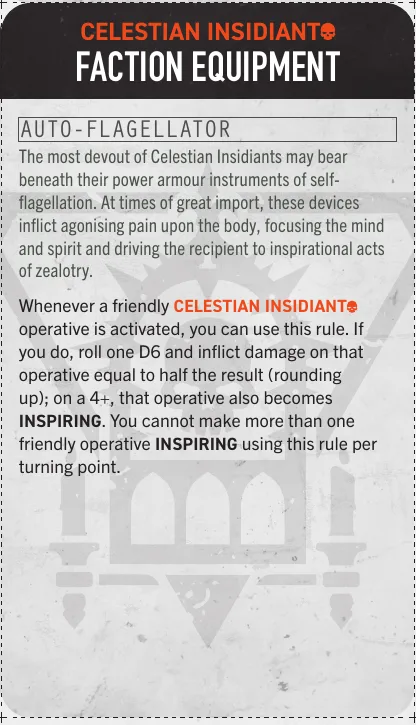 CELESTIAN INSIDIANT
FACTION EQUIPMENT
AUTO-FLAGELLATOR
The most devout of Celestian Insidiants may bear
beneath their power armour instruments of self-
flagellation. At times of great import, these devices
inflict agonising pain upon the body, focusing the mind
and spirit and driving the recipient to inspirational acts
of zealotry.
Whenever a friendly CELESTIAN INSIDIANT
operative is activated, you can use this rule. If
you do, roll one D6 and inflict damage on that
operative equal to half the result (rounding
up); on a 4+, that operative also becomes
INSPIRING. You cannot make more than one
friendly operative INSPIRING using this rule per
turning point.